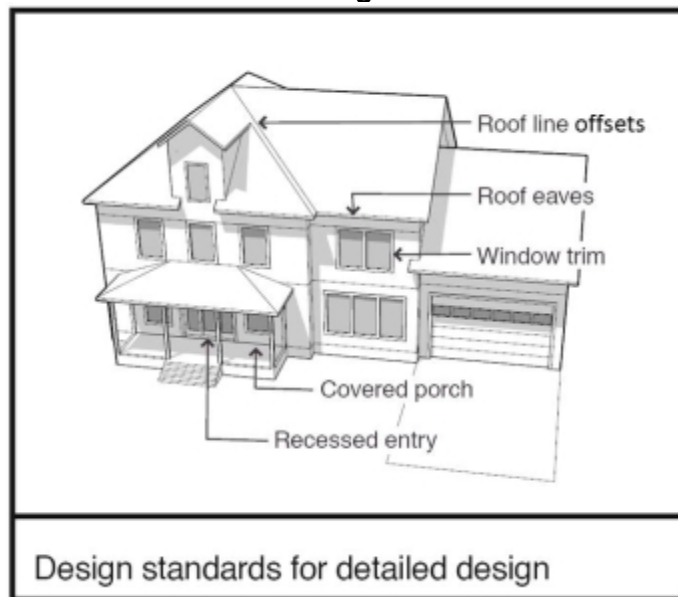 Roof line offsets
Roof eaves
Window trim
Covered porch
Recessed entry
Design standards for detailed design